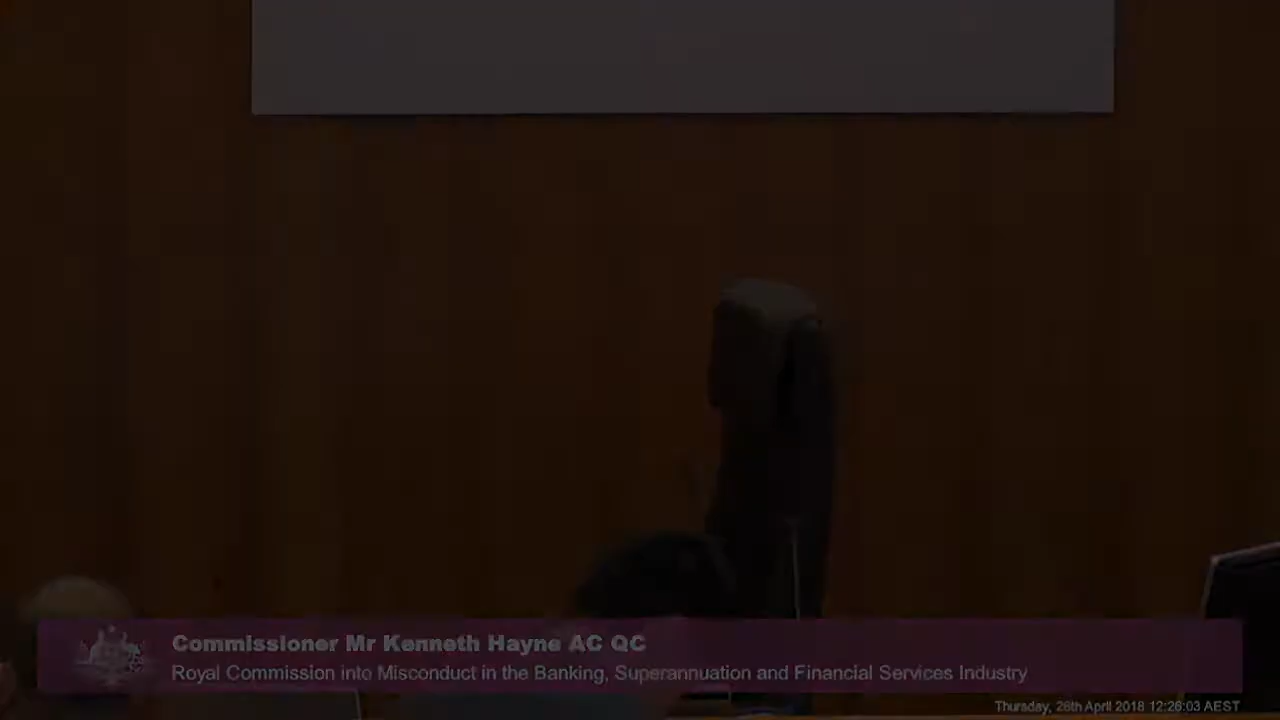 Commissioner Mr Kenneth Hayne AC QC
Royal Commission into Misconduct in the Banking, Superannuation and Financial Services Industry
Thursday, 26th April 2018 12:26:03 AEST